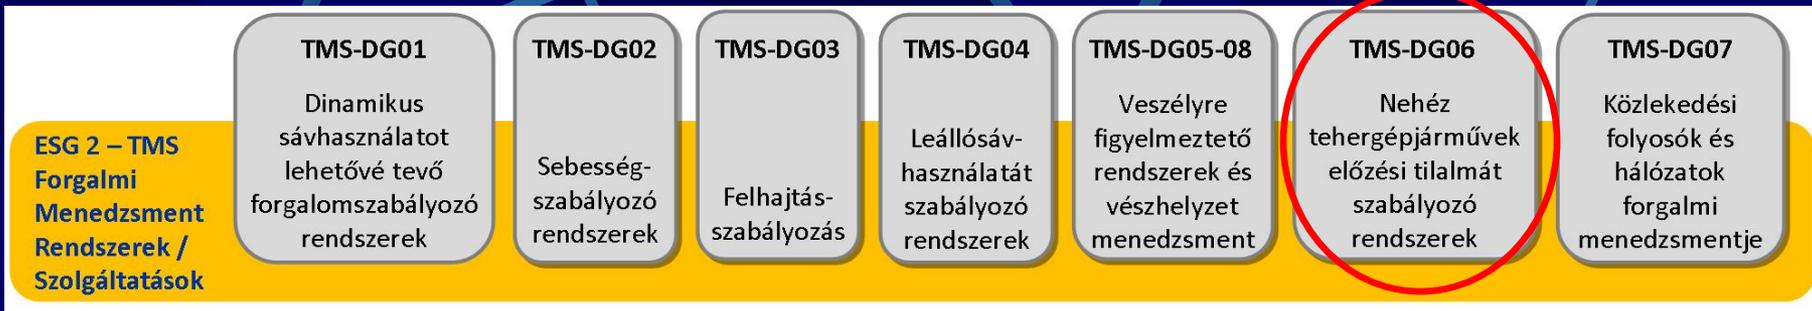 ESG 2 – TMS
Forgalmi
Menedzsment
Rendszerek /
Szolgáltatások
TMS-DG01
Dinamikus
sávhasználatot
lehetővé tevő
forgalomszabályozó
rendszerek
TMS-DG02
Sebesség-
szabályozó
rendszerek
TMS-DG03
Felhajtás-
szabályozás
TMS-DG04
Leállósáv-
használatát
szabályozó
rendszerek
TMS-DG05-08
Veszélyre
figyelmeztető
rendszerek és
vészhelyzet
menedzsment
TMS-DG06
Nehéz
tehergépjárművek
előzési tilalmát
szabályozó
rendszerek
TMS-DG07
Közlekedési
folyosók és
hálózatok
forgalmi
menedzsmentje